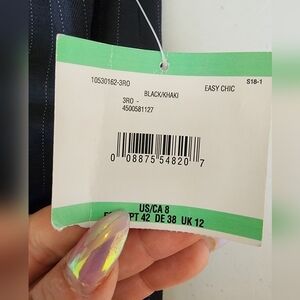 10530162-3RO
S18-1
BLACK/KHAKI
EASY CHIC
3RO -
4500581127
0 08875 54820 7
US/CA 8
PT 42 DE 38 UK 12